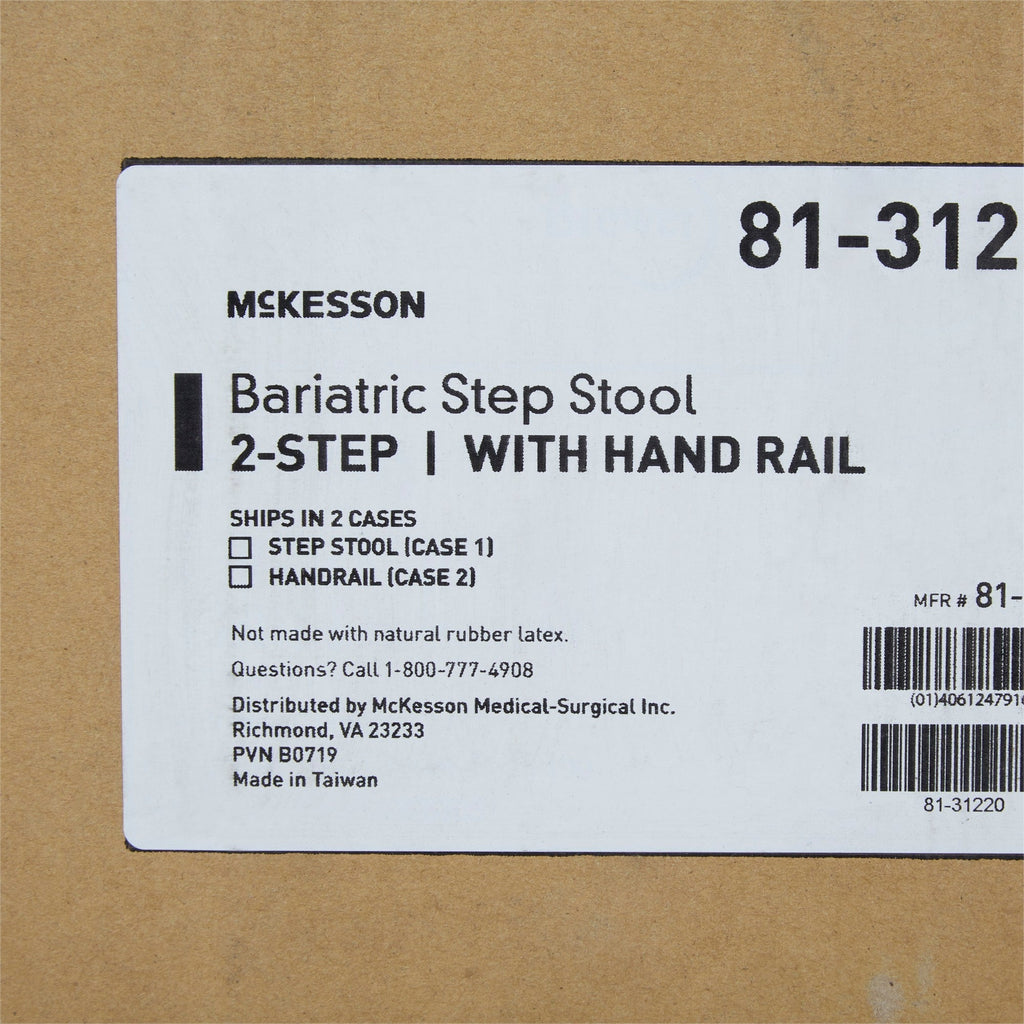 81-312
McKESSON
Bariatric Step Stool
2-STEP | WITH HAND RAIL
SHIPS IN 2 CASES
☐ STEP STOOL (CASE 1)
☐ HANDRAIL (CASE 2)
Not made with natural rubber latex.
Questions? Call 1-800-777-4908
Distributed by McKesson Medical-Surgical Inc.
Richmond, VA 23233
PVN B0719
Made in Taiwan
MFR # 81-
(01)406124791
81-31220